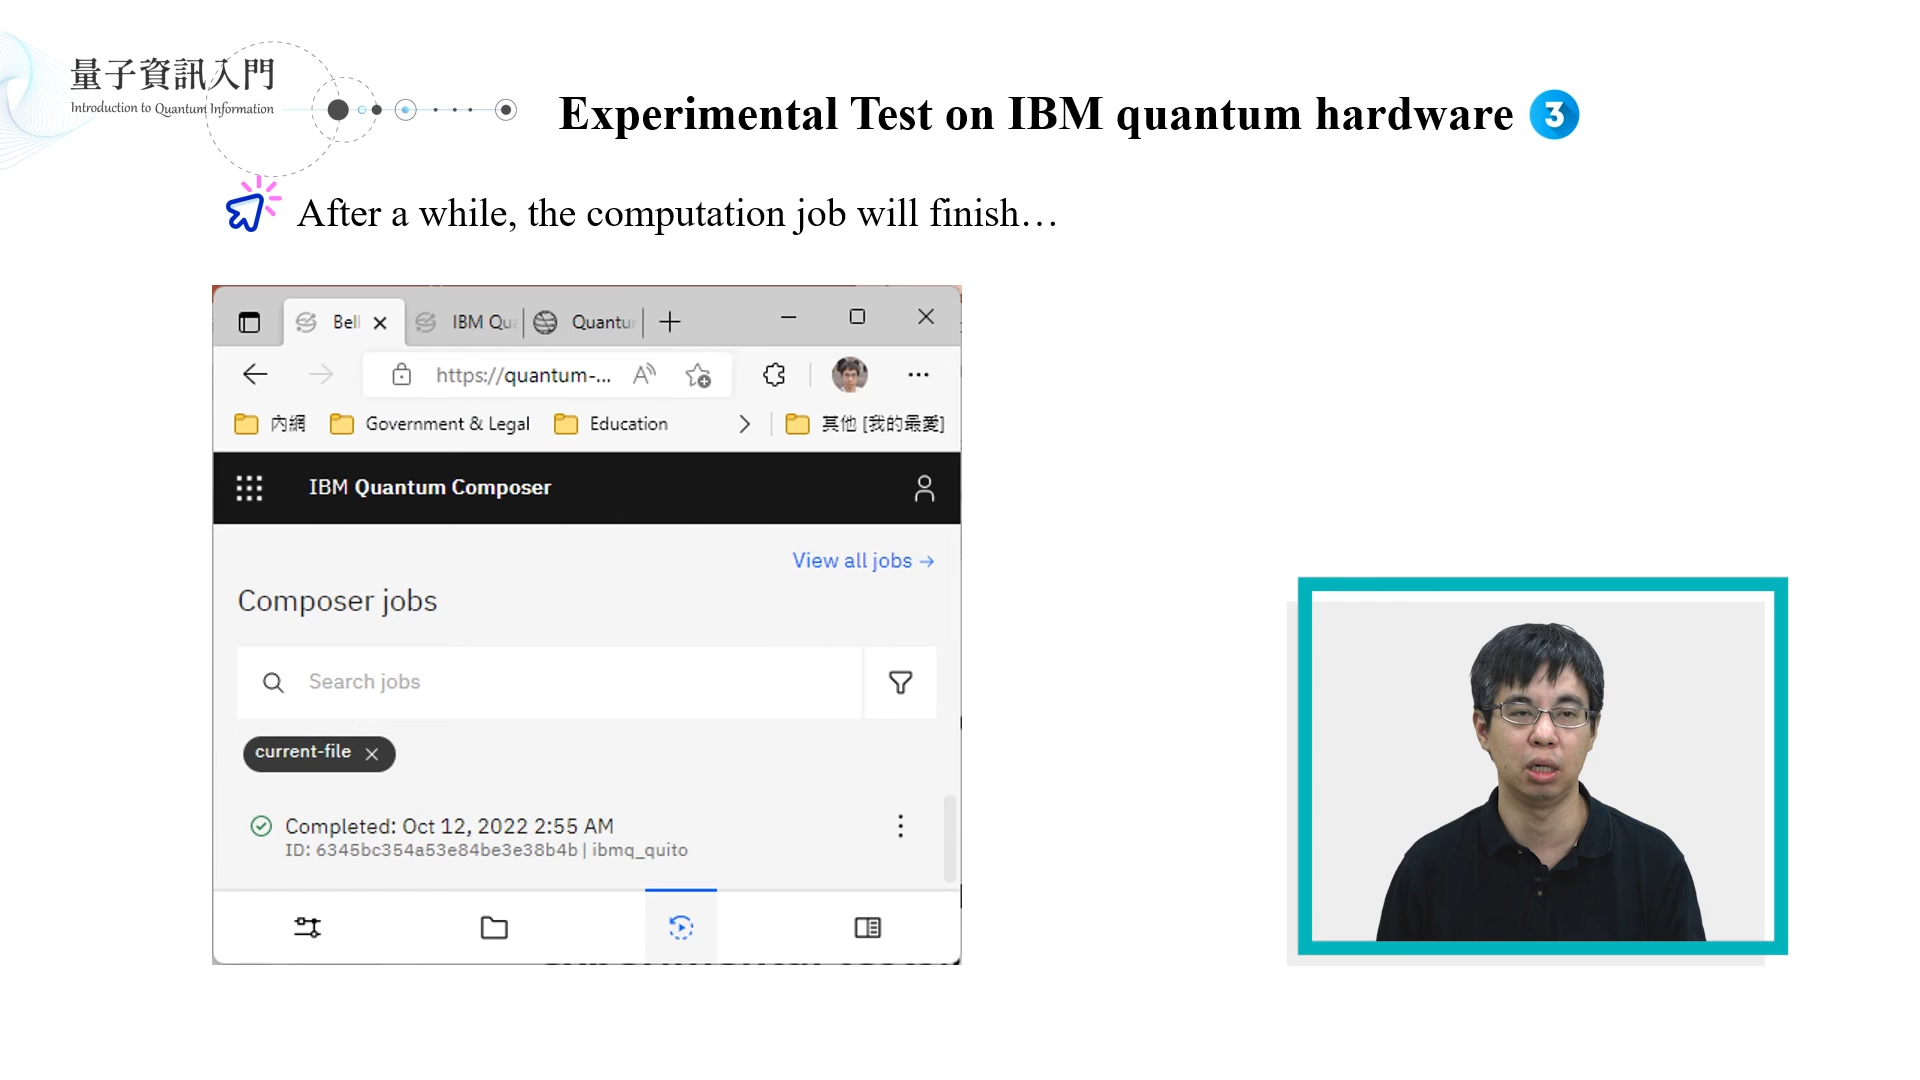 量子資訊入門
Introduction to Quantum Information
Experimental Test on IBM quantum hardware 3
After a while, the computation job will finish…
Bell
IBM Qu
Quantu
https://quantum-...
內網
Government & Legal
Education
其他 [我的最愛]
IBM Quantum Composer
View all jobs →
Composer jobs
Search jobs
current-file
Completed: Oct 12, 2022 2:55 AM
ID: 6345bc354a53e84be3e38b4b | ibmq_quito